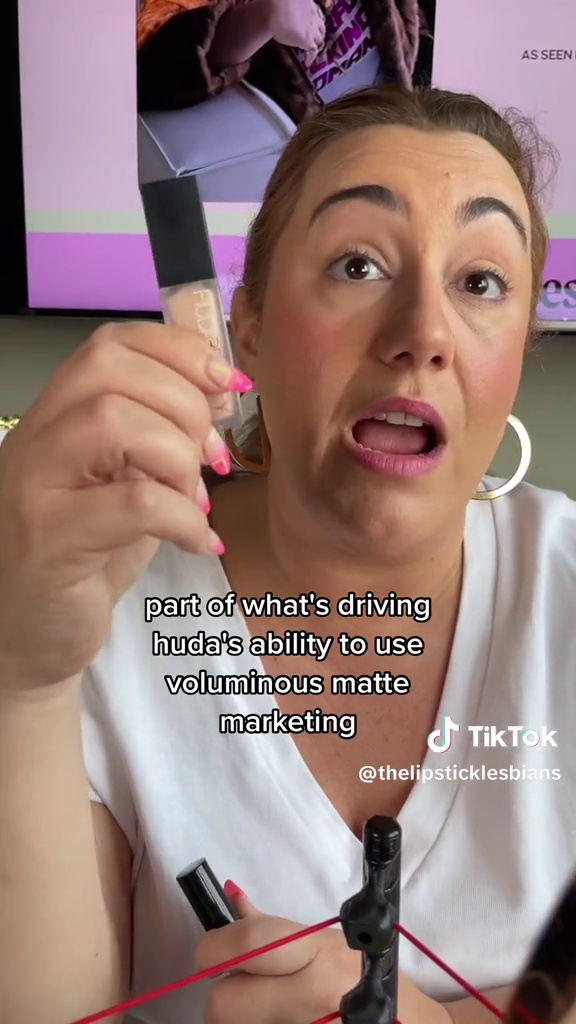 AS SEEN
part of what's driving
huda's ability to use
voluminous matte
marketing
TikTok
@thelipsticklesbians